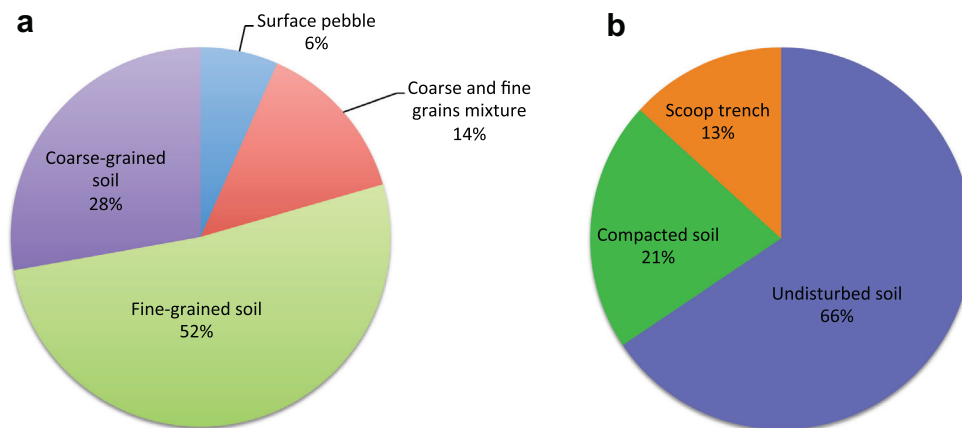 a
Surface pebble
6%
Coarse and fine
grains mixture
14%
Coarse-grained
soil
28%
Fine-grained soil
52%
b
Scoop trench
13%
Compacted soil
21%
Undisturbed soil
66%